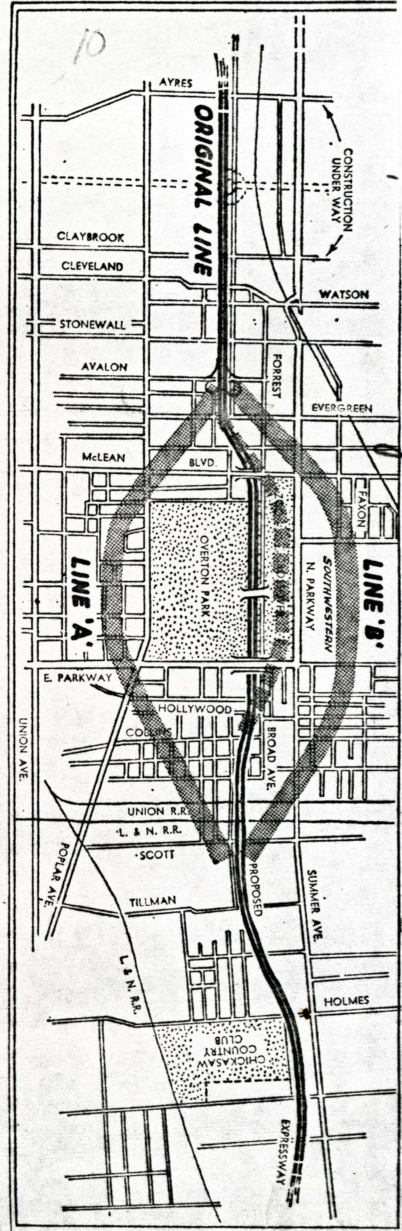 10
AYRES
ORIGINAL LINE
CONSTRUCTION
UNDER WAY
CLAYBROOK
CLEVELAND
WATSON
STONEWALL
AVALON
FORREST
EVERGREEN
McLEAN
BLVD.
FAXON
OVERTON PARK
SOUTHWESTERN
N. PARKWAY
LINE 'A'
LINE 'B'
E. PARKWAY
HOLLYWOOD
COLLINS
BROAD AVE.
UNION AVE.
UNION R.R.
L. & N. R.R.
SCOTT
POPLAR AVE.
PROPOSED
TILLMAN
SUMMER AVE.
L. & N. R.R.
HOLMES
CHICKASAW
COUNTRY
CLUB
EXPRESSWAY